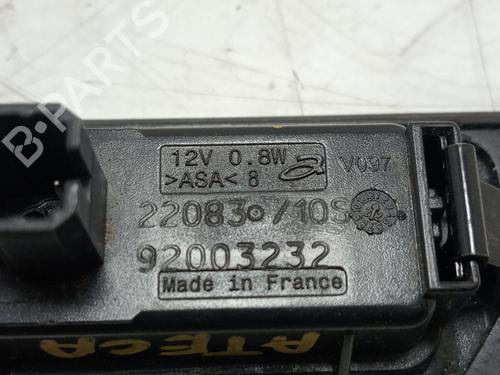 B-PARTS
12V 0.8W
>ASA< 8
V097
22083 /10S
92003232
Made in France
ATECA